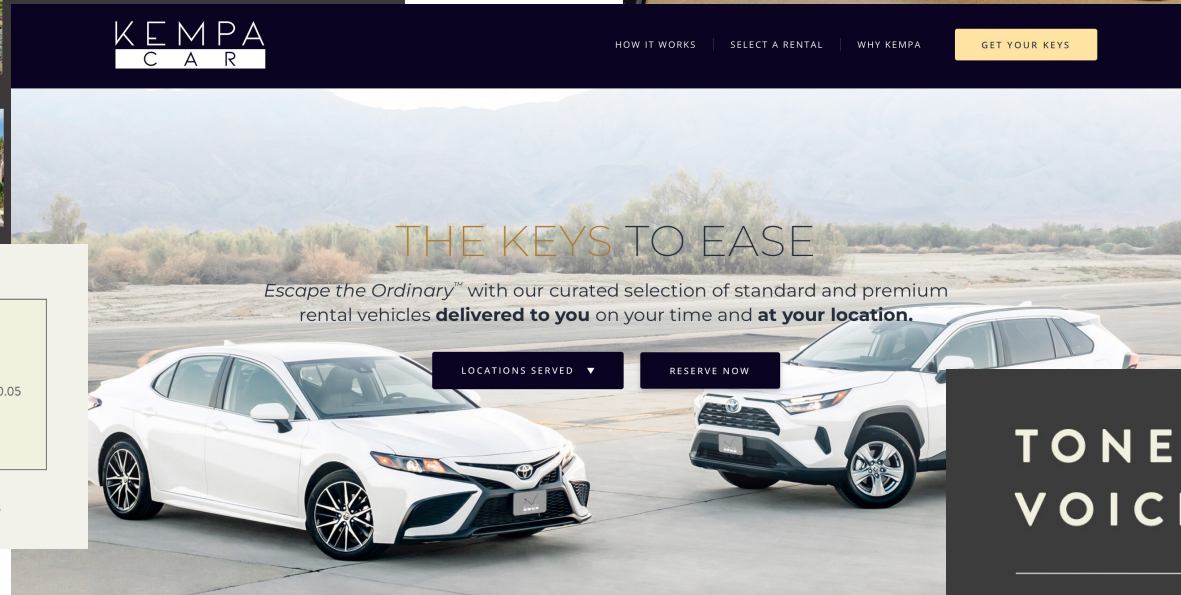 KEMPA
CAR
HOW IT WORKS
SELECT A RENTAL
WHY KEMPA
GET YOUR KEYS
THE KEYS TO EASE
Escape the Ordinary™ with our curated selection of standard and premium
rental vehicles delivered to you on your time and at your location.
LOCATIONS SERVED ▼
RESERVE NOW
0.05
TONE
VOIC